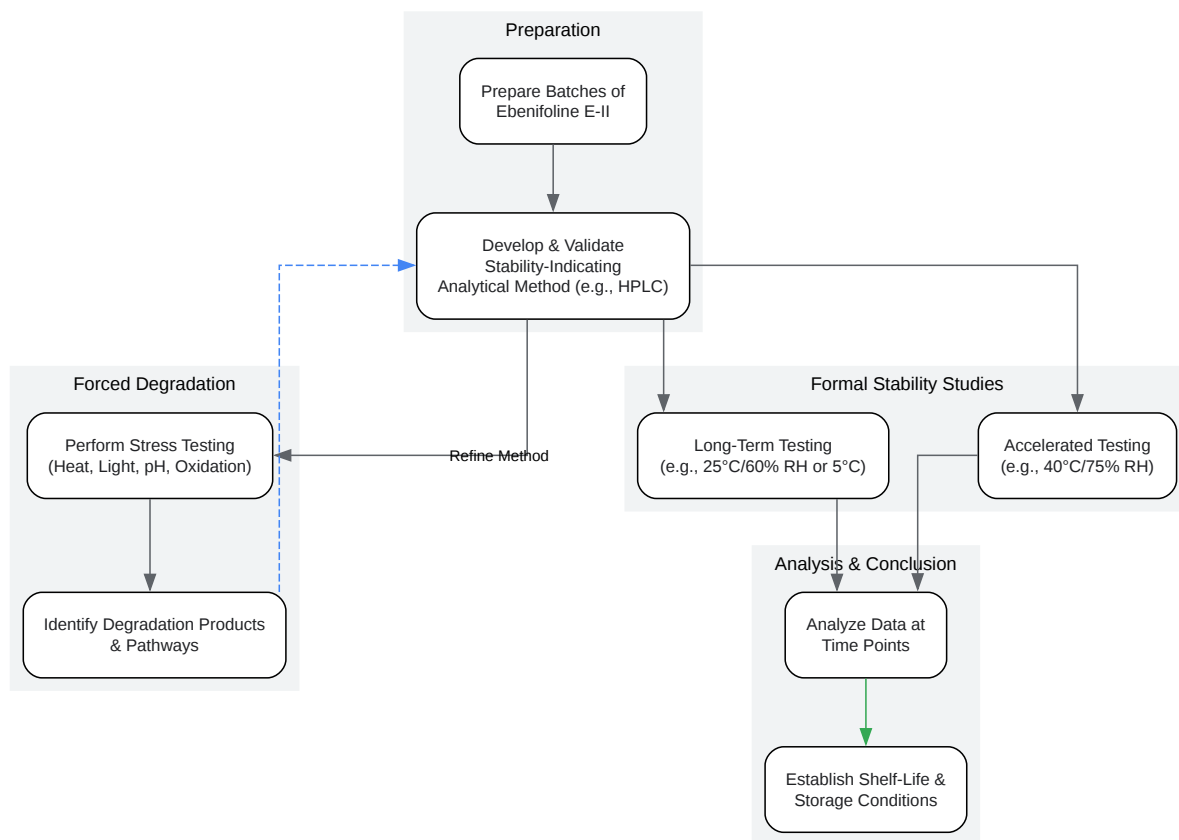 Preparation
Prepare Batches of
Ebenifoline E-II
Develop & Validate
Stability-Indicating
Analytical Method (e.g., HPLC)
Forced Degradation
Perform Stress Testing
(Heat, Light, pH, Oxidation)
Refine Method
Identify Degradation Products
& Pathways
Formal Stability Studies
Long-Term Testing
(e.g., 25°C/60% RH or 5°C)
Accelerated Testing
(e.g., 40°C/75% RH)
Analysis & Conclusion
Analyze Data at
Time Points
Establish Shelf-Life &
Storage Conditions